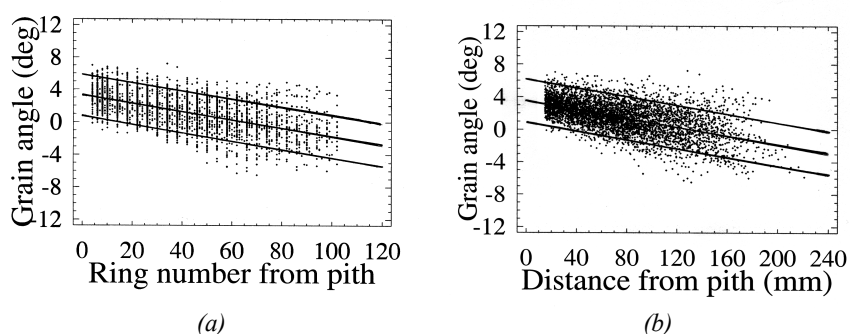 12
8
4
0
-4
-8
-12
Grain angle (deg)
0 20 40 60 80 100 120
Ring number from pith
(a)
12
8
4
0
-4
-8
-12
Grain angle (deg)
0 40 80 120 160 200 240
Distance from pith (mm)
(b)